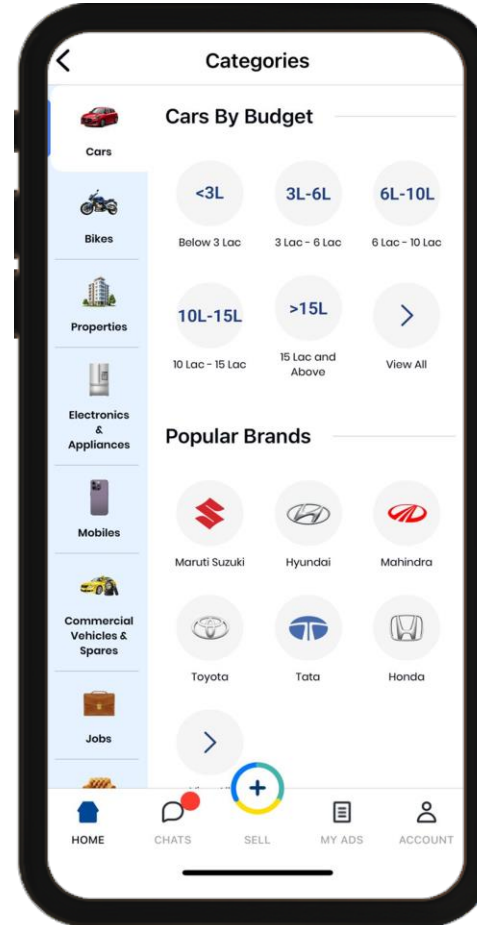 Categories
Cars
Bikes
Properties
Electronics
&
Appliances
Mobiles
Commercial
Vehicles &
Spares
Jobs
Cars By Budget
<3L
3L-6L
6L-10L
Below 3 Lac
3 Lac - 6 Lac
6 Lac - 10 Lac
10L-15L
>15L
10 Lac - 15 Lac
15 Lac and
Above
View All
Popular Brands
Maruti Suzuki
Hyundai
Mahindra
Toyota
Tata
Honda
HOME
CHATS
SELL
MY ADS
ACCOUNT